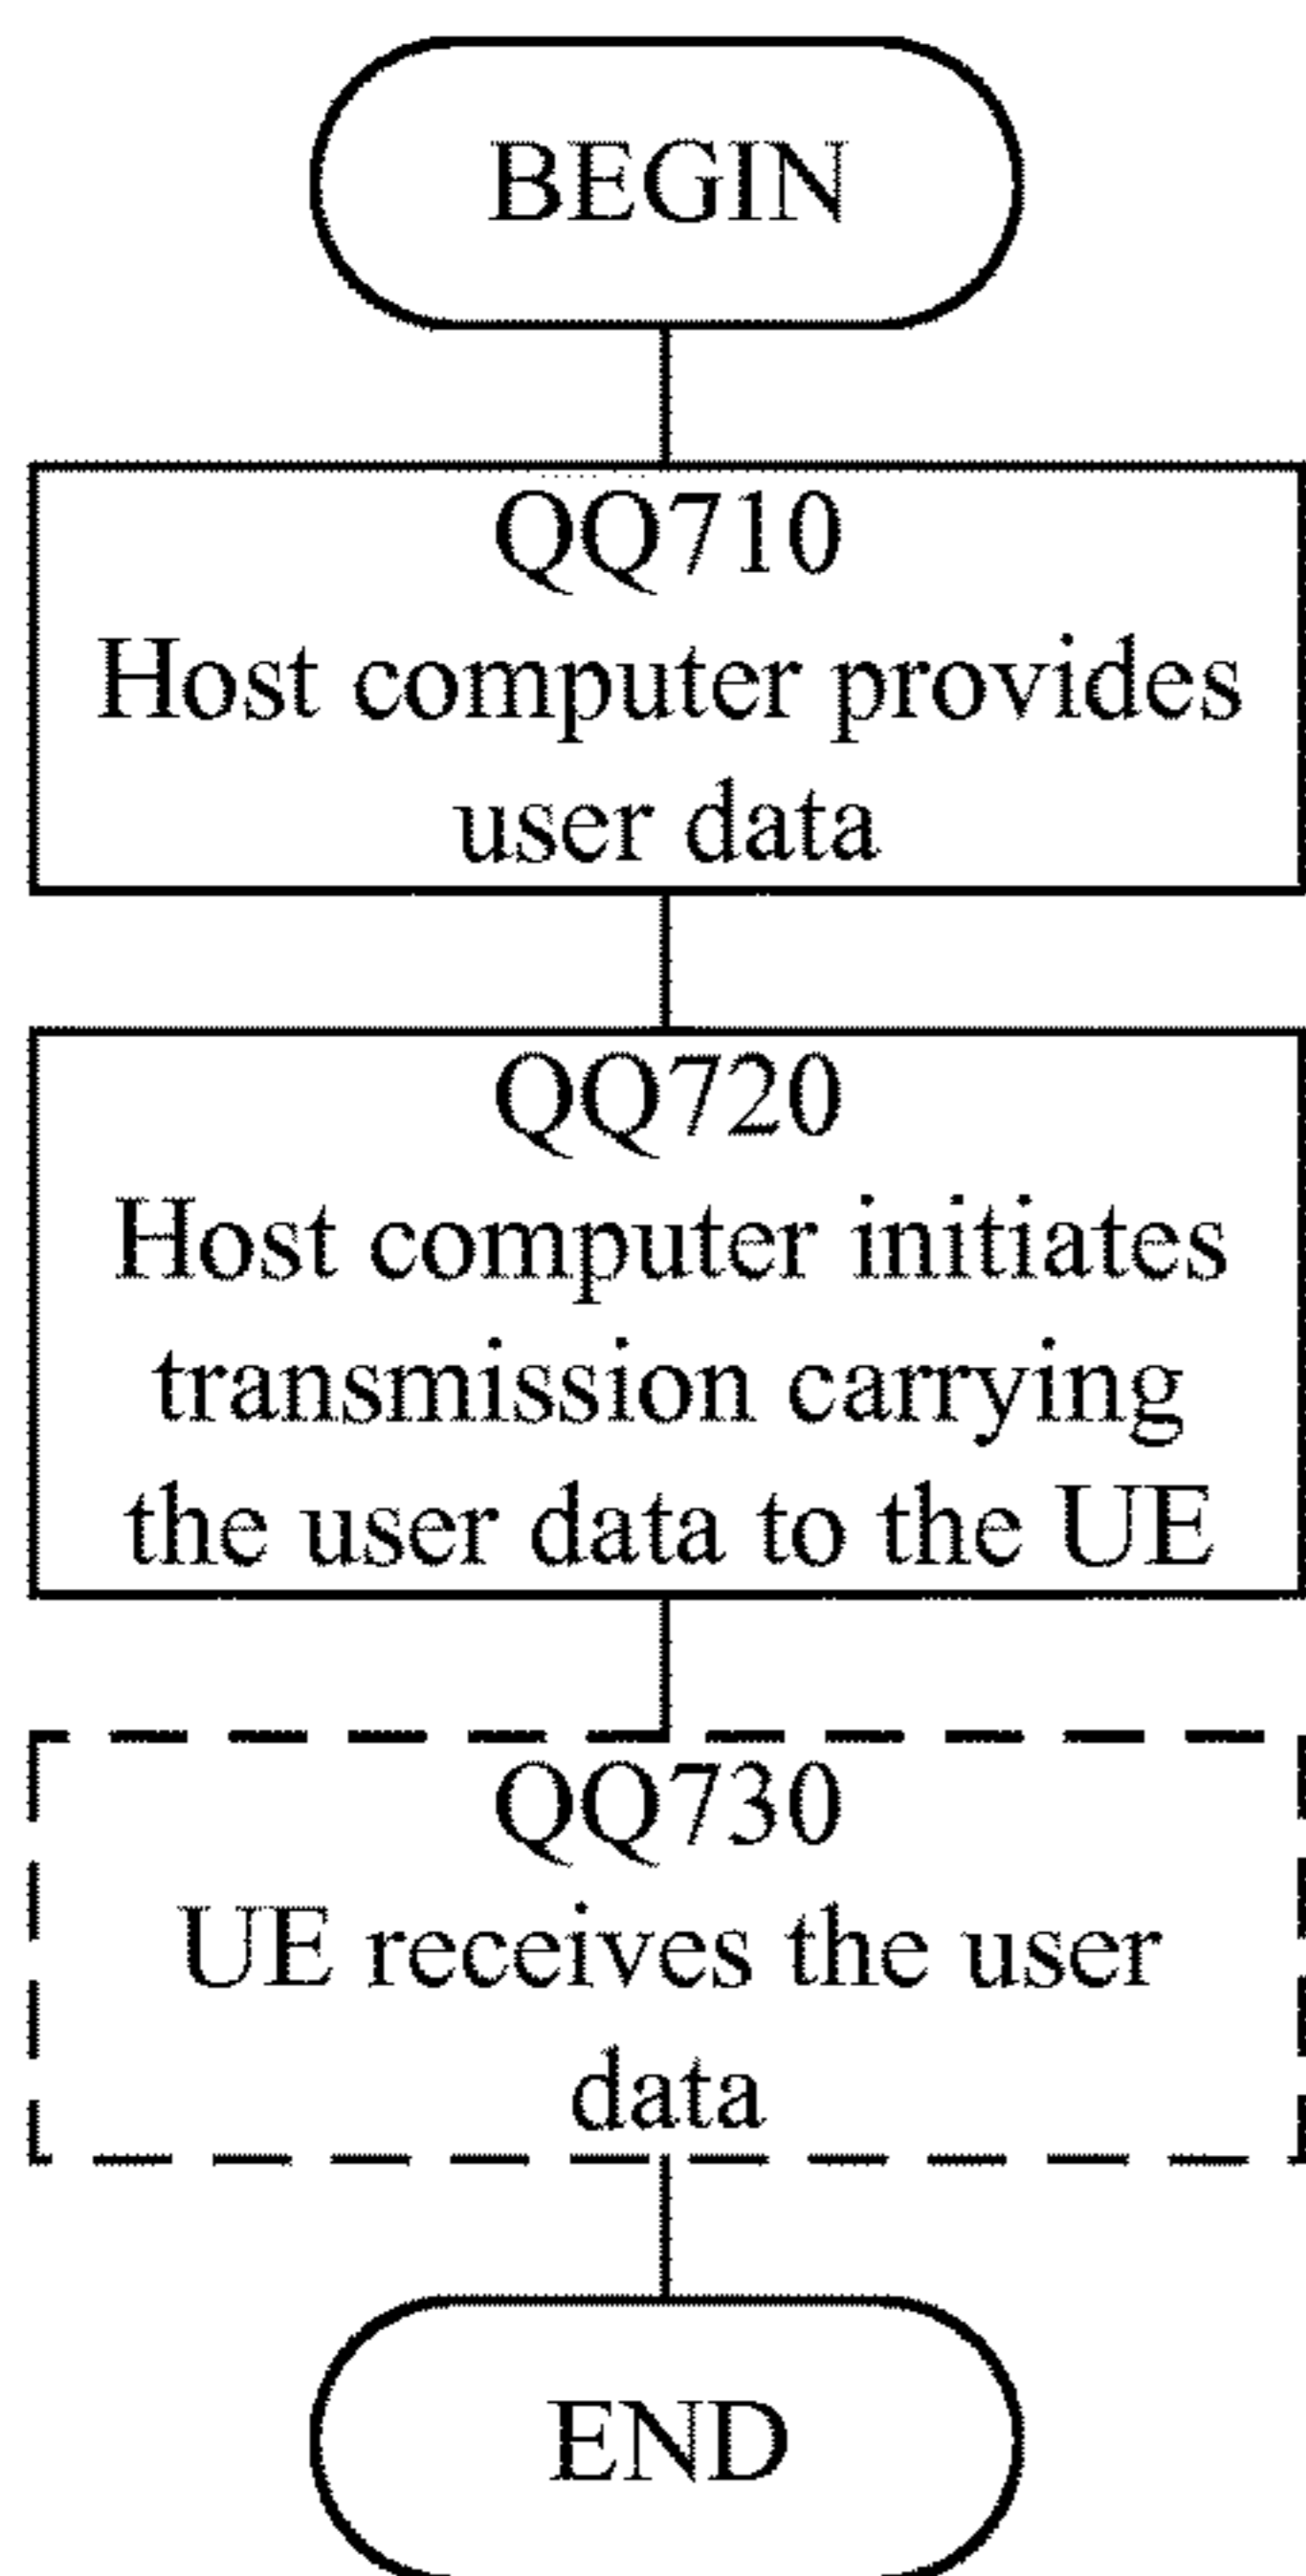 BEGIN
QQ710
Host computer provides
user data
QQ720
Host computer initiates
transmission carrying
the user data to the UE
QQ730
UE receives the user
data
END